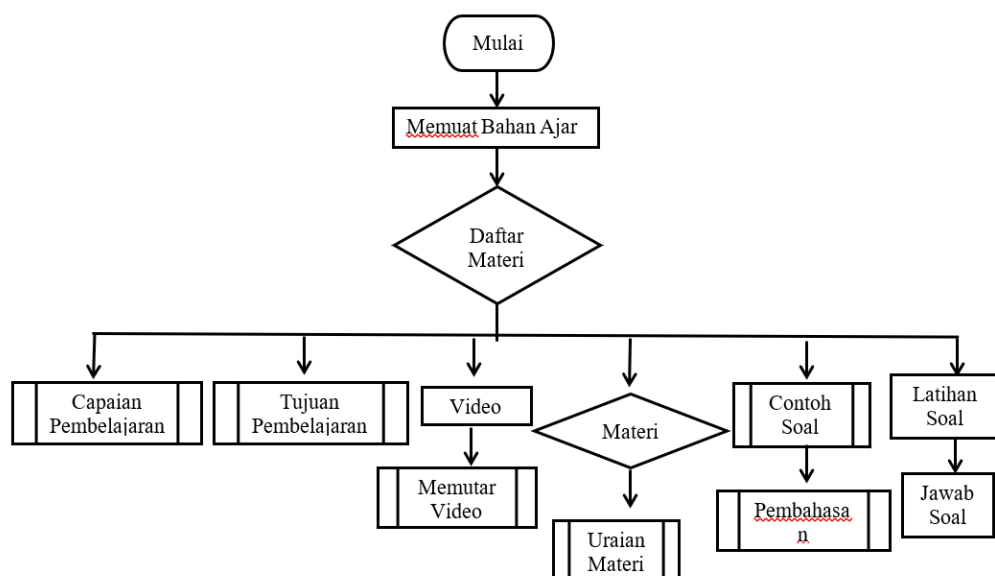 Mulai
Memuat Bahan Ajar
Daftar
Materi
Capaian
Pembelajaran
Tujuan
Pembelajaran
Video
Materi
Contoh
Soal
Latihan
Soal
Memutar
Video
Uraian
Materi
Pembahasa
n
Jawab
Soal